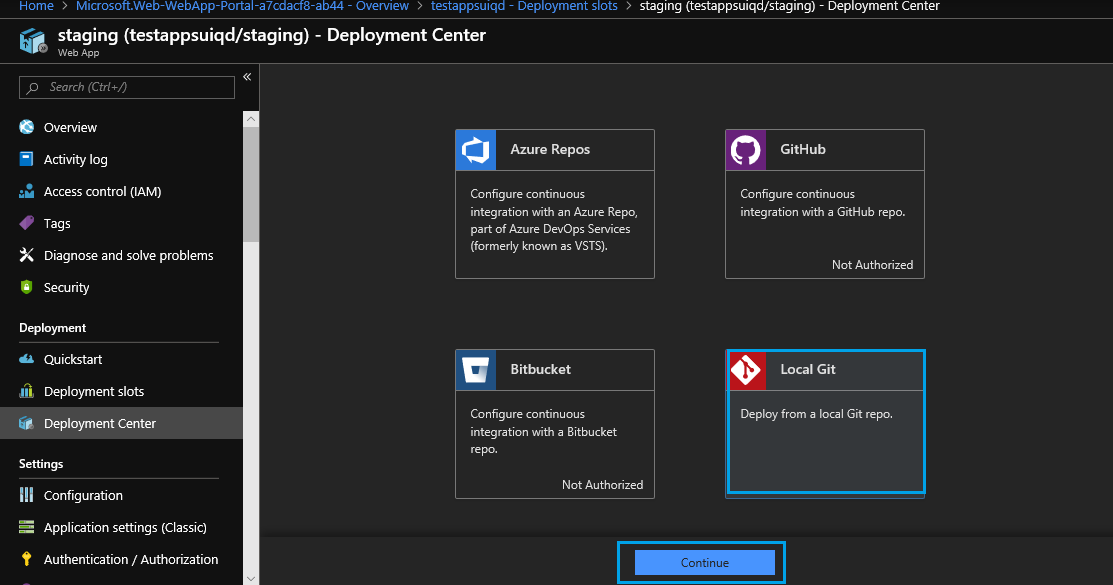 Home > Microsoft.Web-WebApp-Portal-a7cdacf8-ab44 - Overview > testappsuiqd - Deployment slots > staging (testappsuiqd/staging) - Deployment Center
staging (testappsuiqd/staging) - Deployment Center
Web App
Search (Ctrl+/)
«
Overview
Activity log
Access control (IAM)
Tags
Diagnose and solve problems
Security
Deployment
Quickstart
Deployment slots
Deployment Center
Settings
Configuration
Application settings (Classic)
Authentication / Authorization
Azure Repos
Configure continuous
integration with an Azure Repo,
part of Azure DevOps Services
(formerly known as VSTS).
GitHub
Configure continuous
integration with a GitHub repo.
Not Authorized
Bitbucket
Configure continuous
integration with a Bitbucket
repo.
Not Authorized
Local Git
Deploy from a local Git repo.
Continue